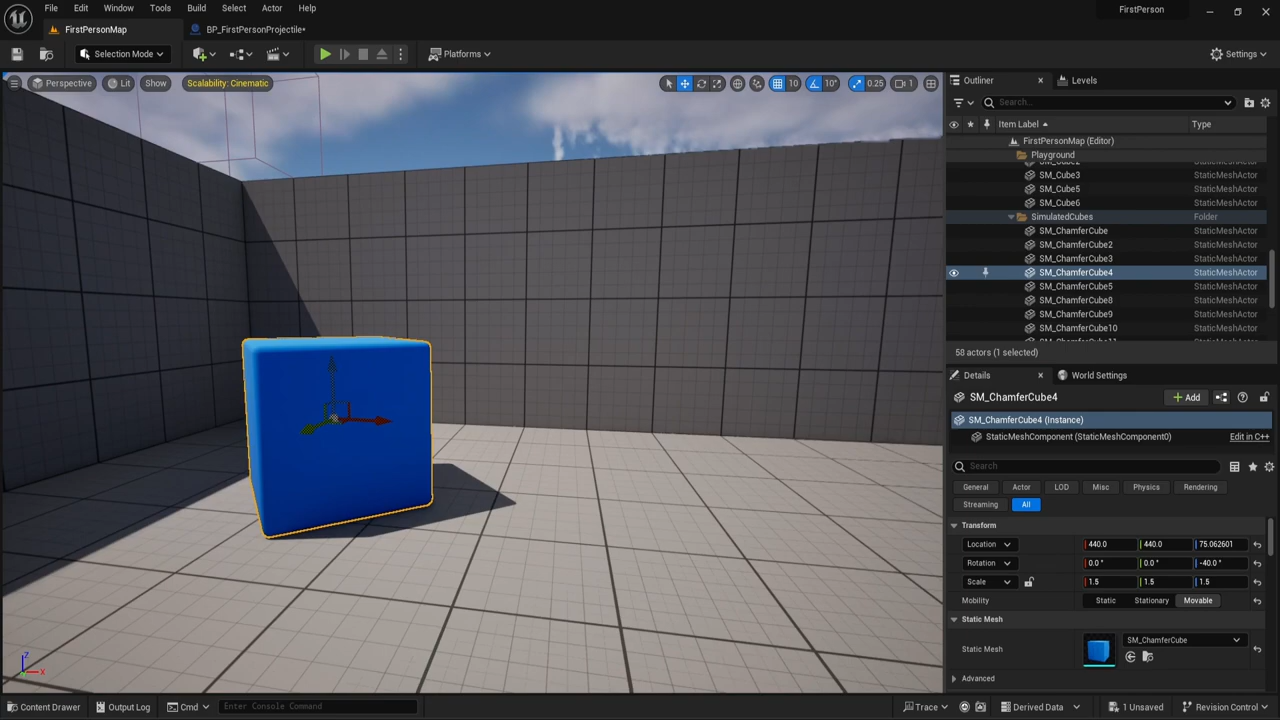 File Edit Window Tools Build Select Actor Help
FirstPerson
FirstPersonMap
BP_FirstPersonProjectile*
Selection Mode
Platforms
Settings
Perspective
Lit
Show
Scalability: Cinematic
10
10°
0.25
1
Outliner
Levels
Search...
Item Label
Type
FirstPersonMap (Editor)
Playground
SM_Cube2 StaticMeshActor
SM_Cube3 StaticMeshActor
SM_Cube5 StaticMeshActor
SM_Cube6 StaticMeshActor
SimulatedCubes Folder
SM_ChamferCube StaticMeshActor
SM_ChamferCube2 StaticMeshActor
SM_ChamferCube3 StaticMeshActor
SM_ChamferCube4 StaticMeshActor
SM_ChamferCube5 StaticMeshActor
SM_ChamferCube8 StaticMeshActor
SM_ChamferCube9 StaticMeshActor
SM_ChamferCube10 StaticMeshActor
58 actors (1 selected)
Details
World Settings
SM_ChamferCube4
Add
SM_ChamferCube4 (Instance)
StaticMeshComponent (StaticMeshComponent0) Edit in C++
Search
General Actor LOD Misc Physics Rendering
Streaming All
Transform
Location 440.0 440.0 75.062601
Rotation 0.0 ° 0.0 ° -40.0 °
Scale 1.5 1.5 1.5
Mobility Static Stationary Movable
Static Mesh
Static Mesh SM_ChamferCube
Advanced
Z
X
Content Drawer Output Log Cmd Enter Console Command
Trace Derived Data 1 Unsaved Revision Control